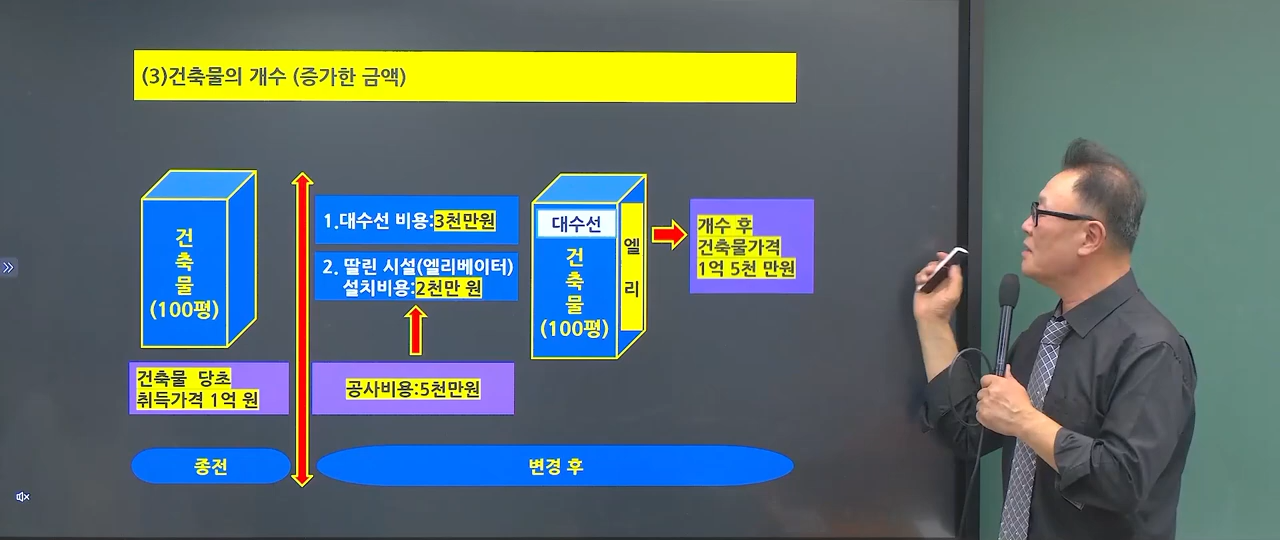 (3)건축물의 개수 (증가한 금액)
건
축
물
(100평)
건축물 당초
취득가격 1억 원
종전
1.대수선 비용:3천만원
2. 딸린 시설(엘리베이터)
설치비용:2천만 원
공사비용:5천만원
변경 후
대수선
건
축
물
(100평)
엘
리
개수 후
건축물가격
1억 5천 만원